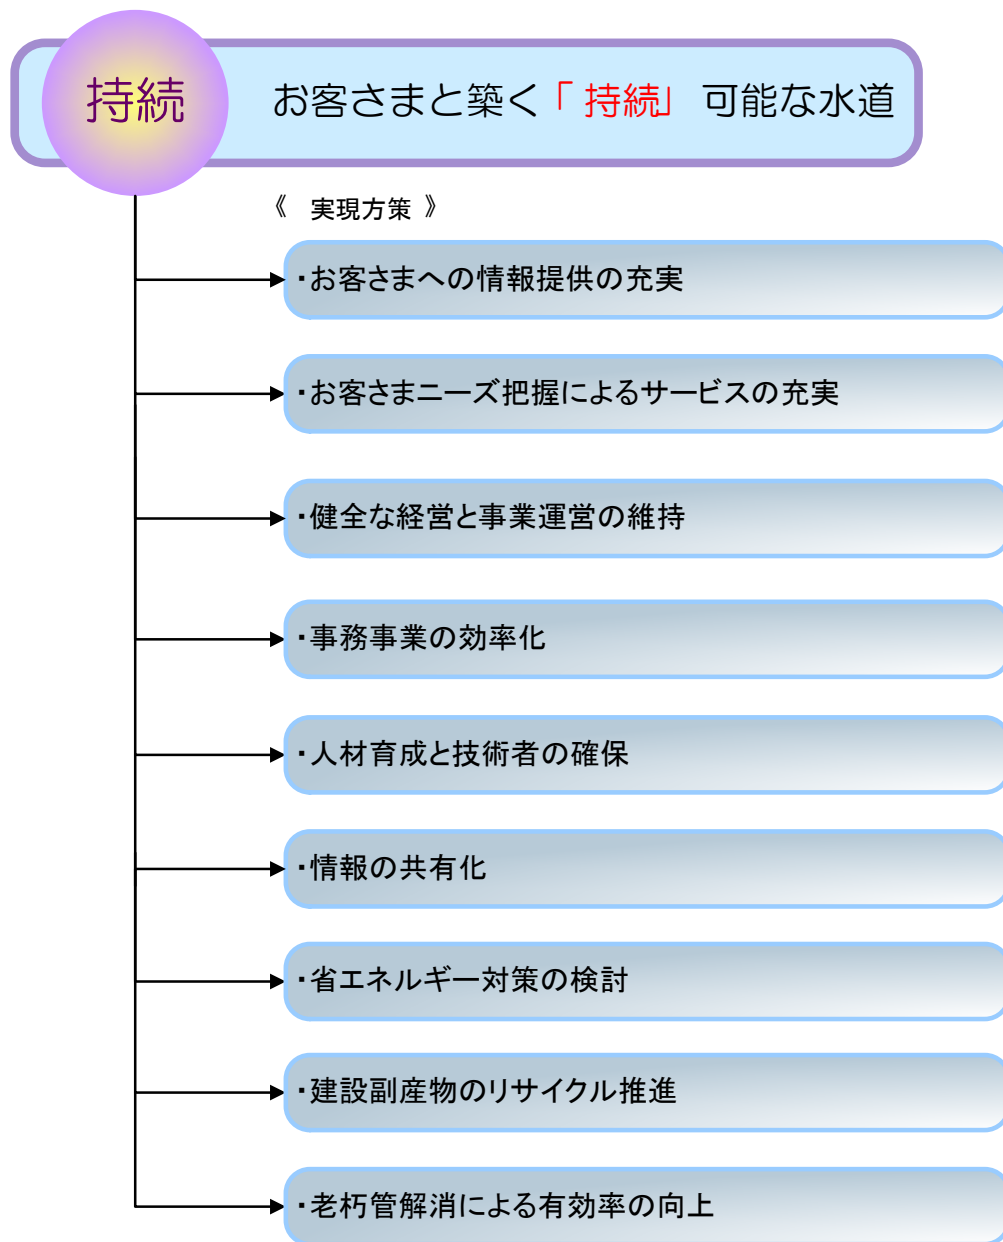 持続
お客さまと築く「持続」可能な水道
《 実現方策 》
・お客さまへの情報提供の充実
・お客さまニーズ把握によるサービスの充実
・健全な経営と事業運営の維持
・事務事業の効率化
・人材育成と技術者の確保
・情報の共有化
・省エネルギー対策の検討
・建設副産物のリサイクル推進
・老朽管解消による有効率の向上